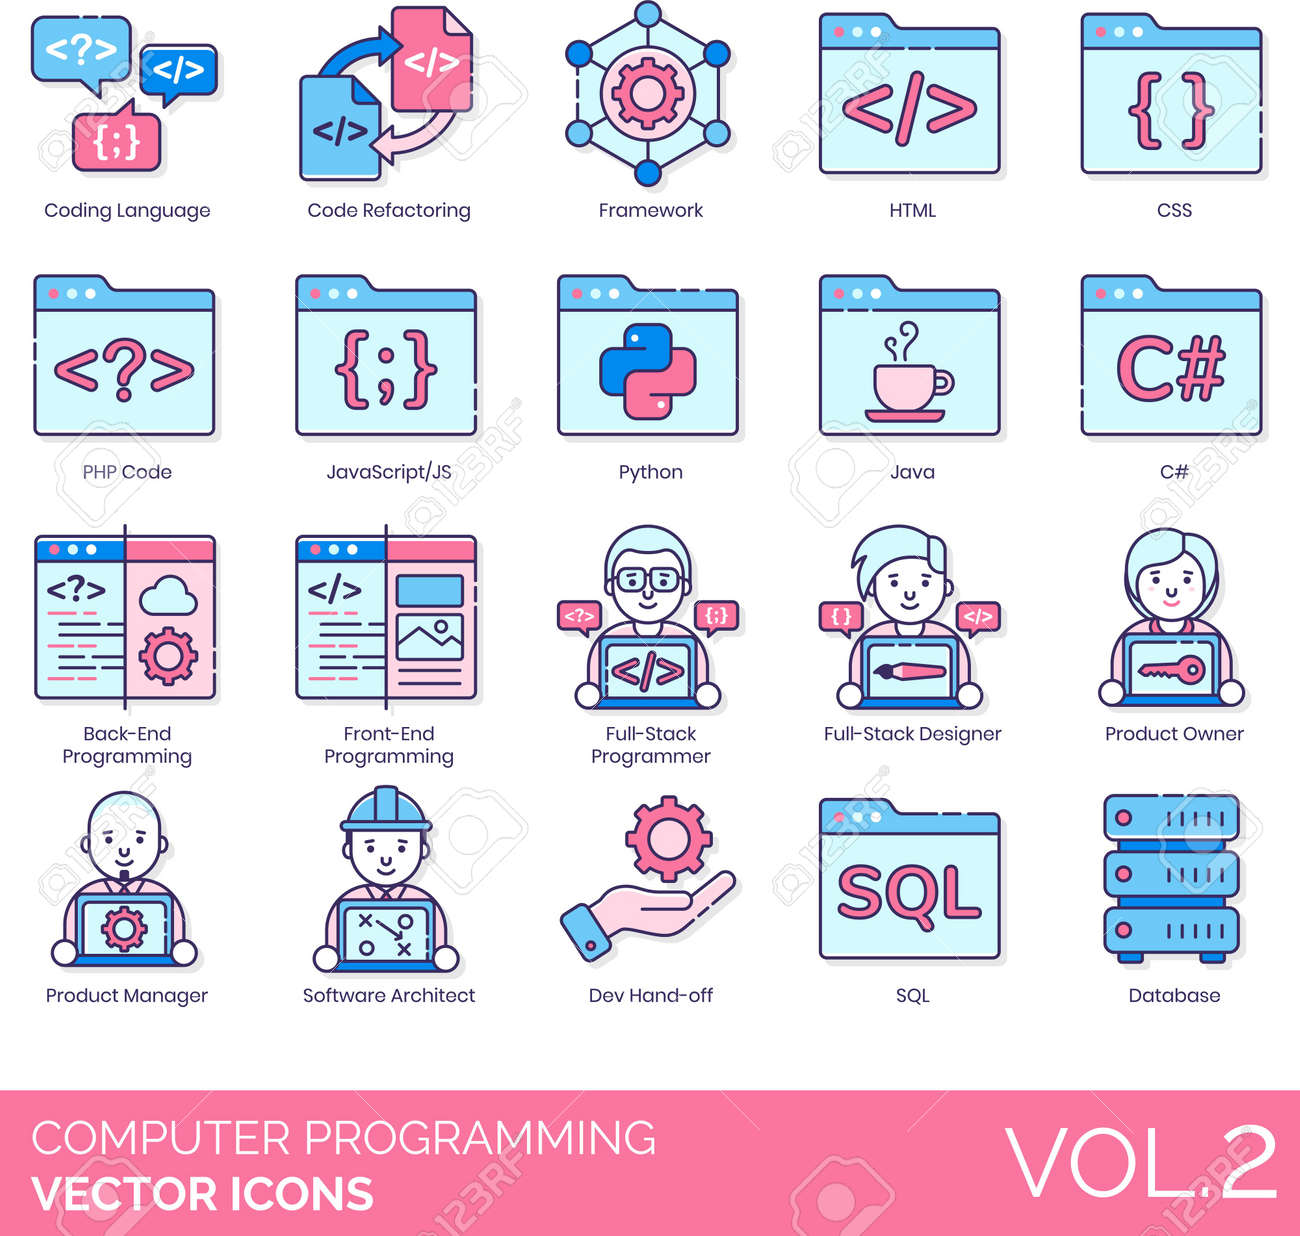 <?>
</>
{;}
</>
</>
</>
{ }
Coding Language
Code Refactoring
Framework
HTML
CSS
<?>
{;}
C#
PHP Code
JavaScript/JS
Python
Java
C#
<?>
</>
<?>
{;}
</>
{ }
</>
Back-End
Programming
Front-End
Programming
Full-Stack
Programmer
Full-Stack Designer
Product Owner
SQL
Product Manager
Software Architect
Dev Hand-off
SQL
Database
COMPUTER PROGRAMMING
VECTOR ICONS
VOL.2
123RF